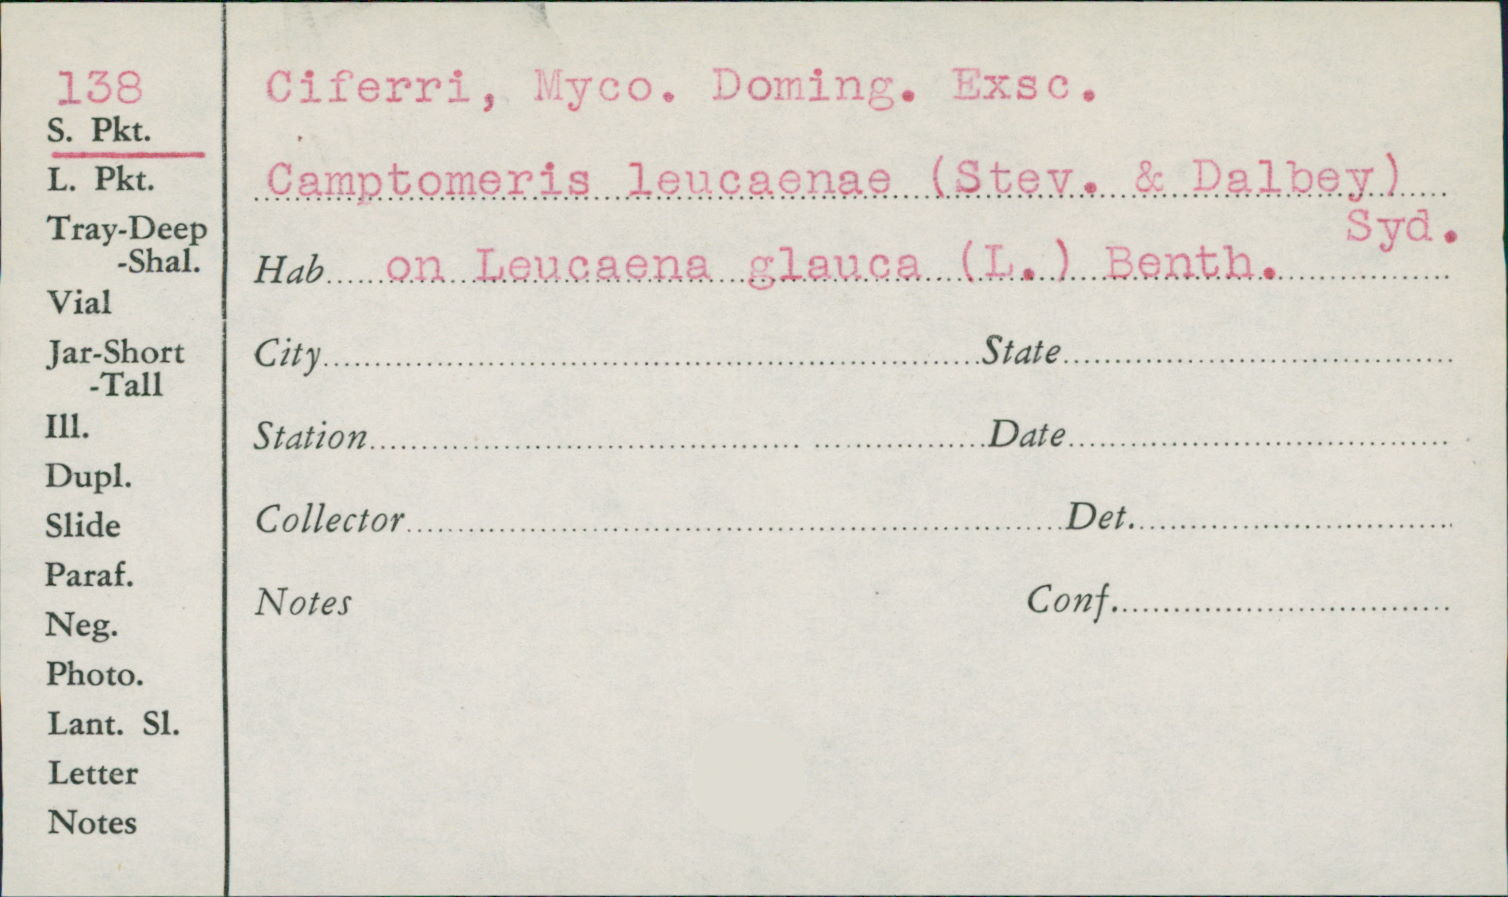 138
S. Pkt.
L. Pkt.
Tray-Deep
-Shal.
Vial
Jar-Short
-Tall
Ill.
Dupl.
Slide
Paraf.
Neg.
Photo.
Lant. Sl.
Letter
Notes
Ciferri, Myco. Doming. Exsc.
Camptomeris leucaenae (Stev. & Dalbey)
Syd.
Hab.....on Leucaena glauca (L.) Benth.
City State
Station Date
Collector Det.
Notes Conf.